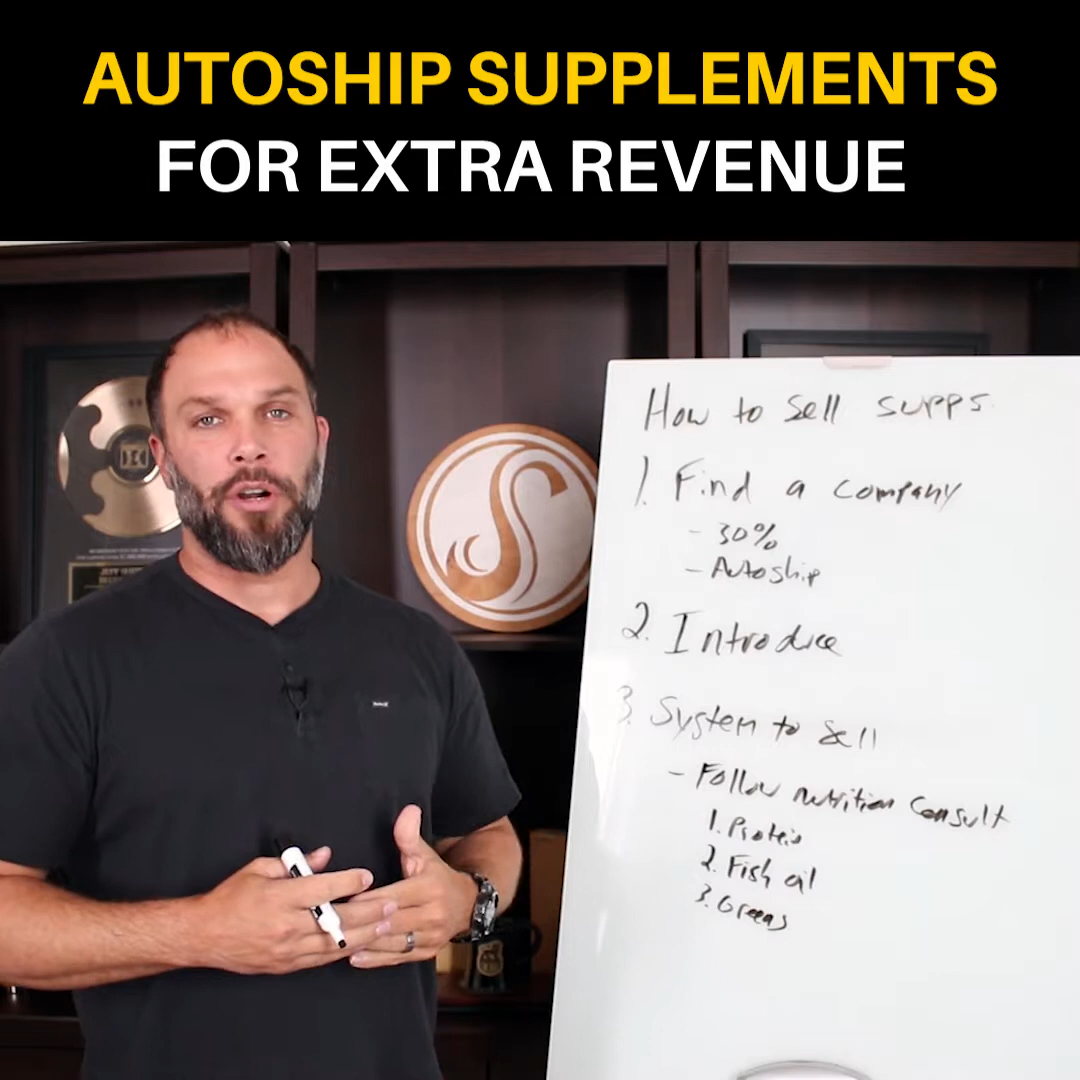 AUTOSHIP SUPPLEMENTS
FOR EXTRA REVENUE
How to Sell supps
1. Find a company
- 30%
- Autoship
2. Introduce
3. System to sell
- Follow nutrition consult
1. Protein
2. Fish oil
3. Greens